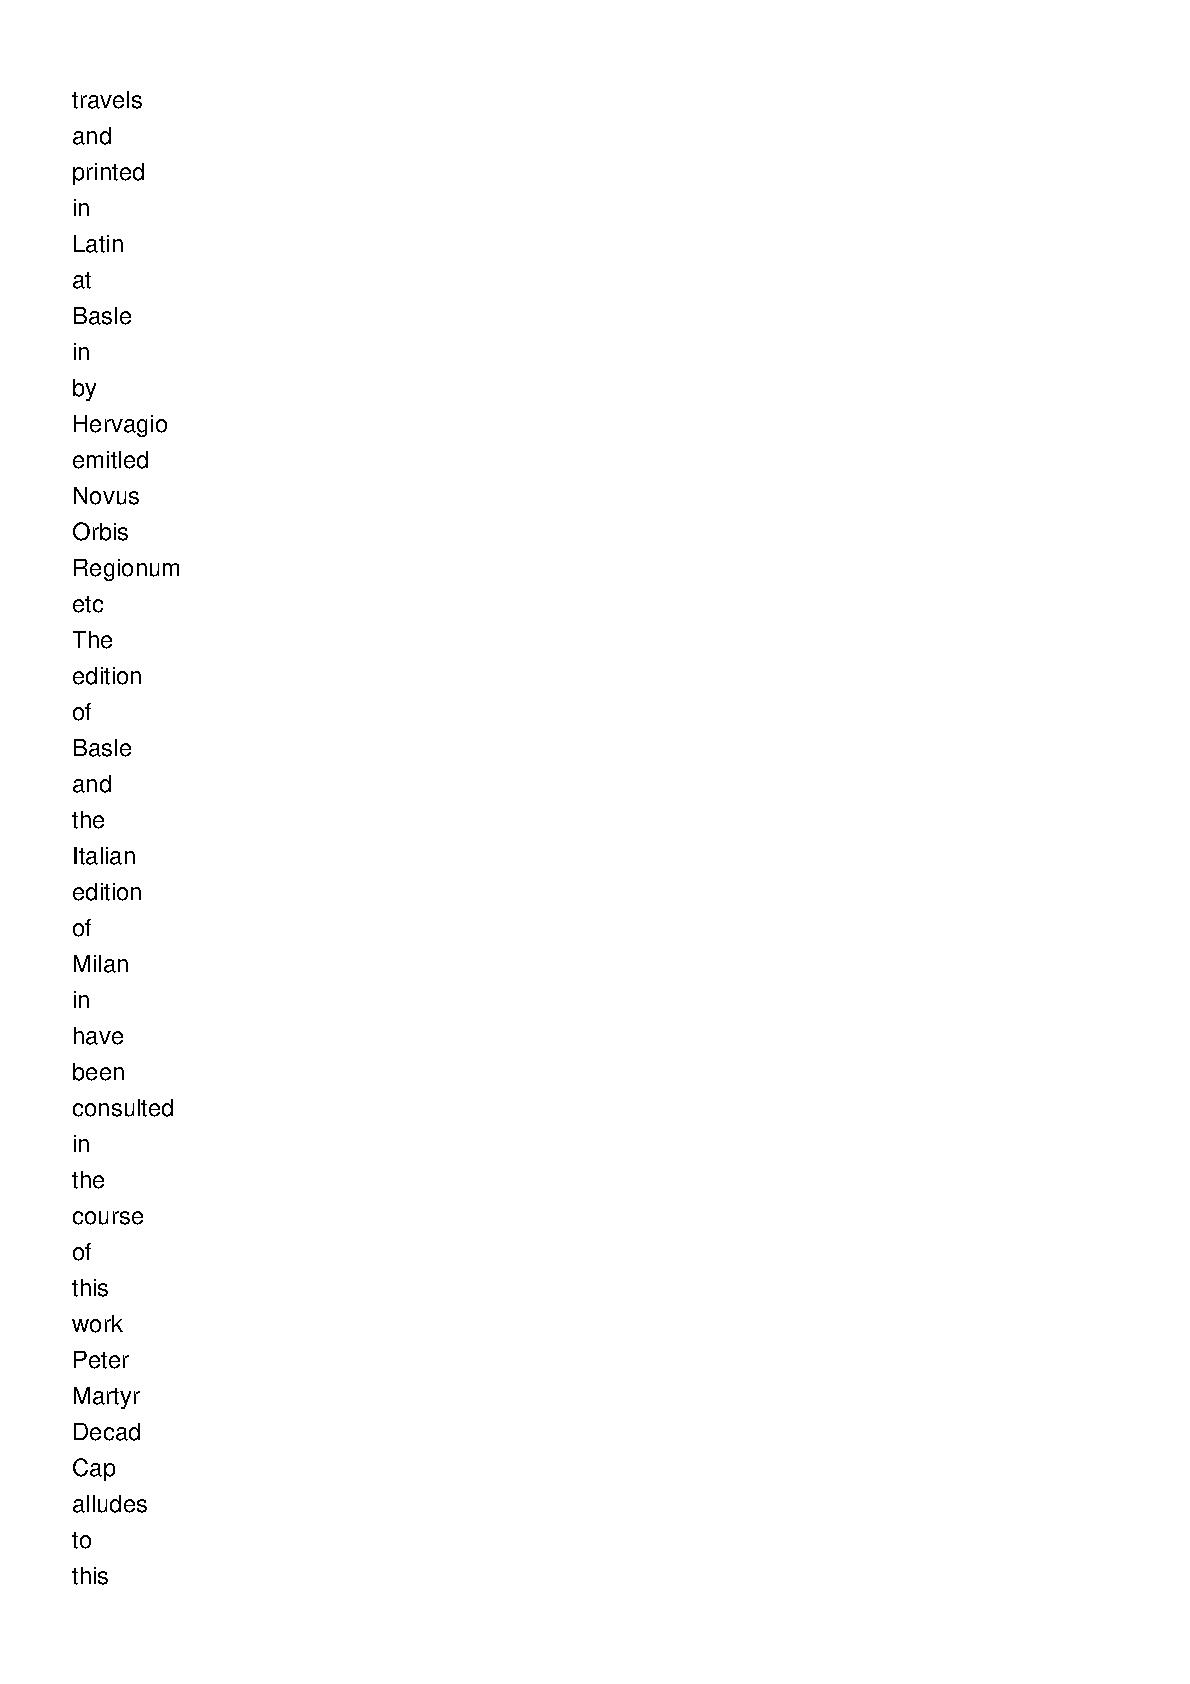 travels
and
printed
in
Latin
at
Basle
in
by
Hervagio
emitled
Novus
Orbis
Regionum
etc
The
edition
of
Basle
and
the
Italian
edition
of
Milan
in
have
been
consulted
in
the
course
of
this
work
Peter
Martyr
Decad
Cap
alludes
to
this